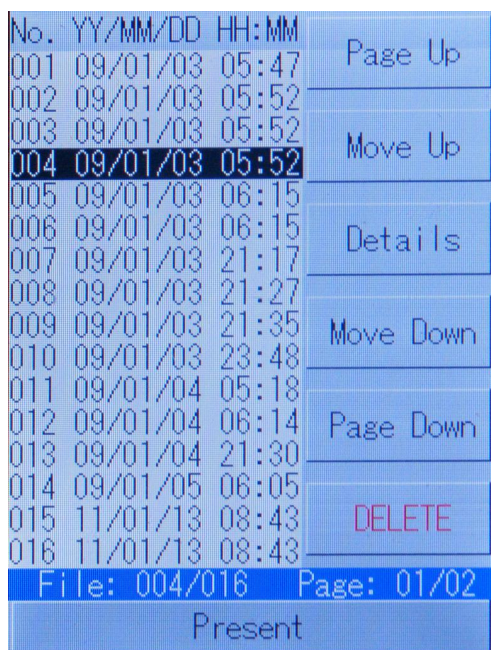 No. YY/MM/DD HH:MM
001 09/01/03 05:47
002 09/01/03 05:52
003 09/01/03 05:52
004 09/01/03 05:52
005 09/01/03 06:15
006 09/01/03 06:15
007 09/01/03 21:17
008 09/01/03 21:27
009 09/01/03 21:35
010 09/01/03 23:48
011 09/01/04 05:18
012 09/01/04 06:14
013 09/01/04 21:30
014 09/01/05 06:05
015 11/01/13 08:43
016 11/01/13 08:43
Page Up
Move Up
Details
Move Down
Page Down
DELETE
File: 004/016 Page: 01/02
Present